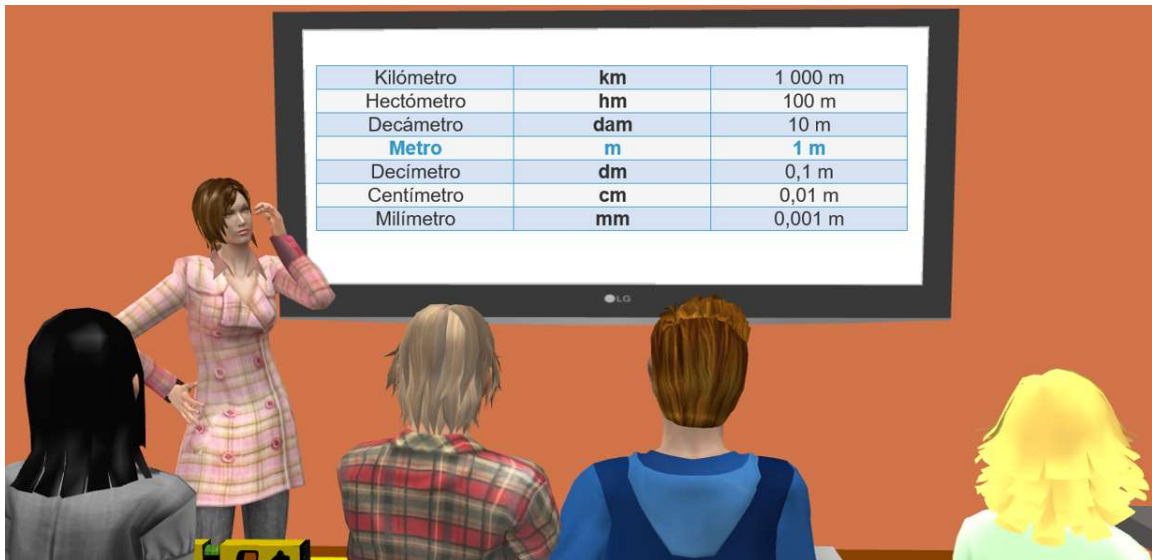 Kilómetro km 1 000 m
Hectómetro hm 100 m
Decámetro dam 10 m
Metro m 1 m
Decímetro dm 0,1 m
Centímetro cm 0,01 m
Milímetro mm 0,001 m
LG